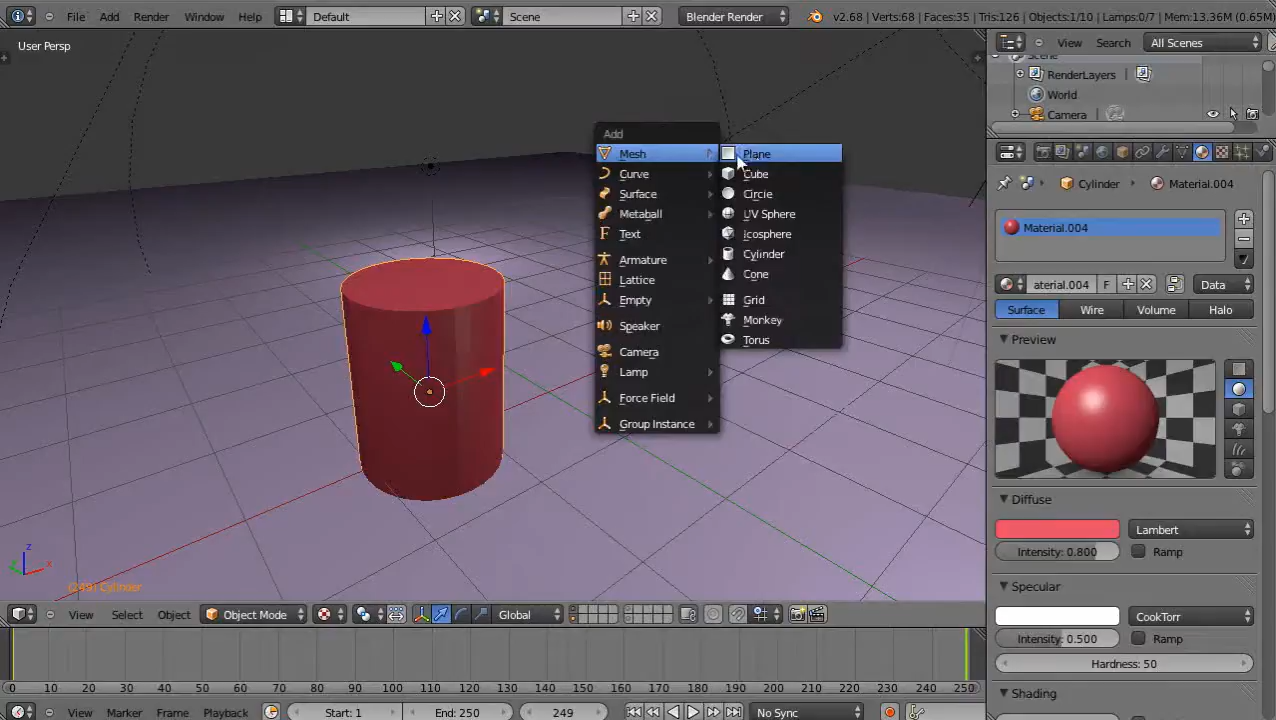 File Add Render Window Help Default Scene Blender Render v2.68 | Verts:68 | Faces:35 | Tris:126 | Objects:1/10 | Lamps:0/7 | Mem:13.36M (0.65M)
User Persp
View Search All Scenes
RenderLayers |
World
Camera |
Add
Mesh
Curve
Surface
Metaball
Text
Armature
Lattice
Empty
Speaker
Camera
Lamp
Force Field
Group Instance
Plane
Cube
Circle
UV Sphere
Icosphere
Cylinder
Cone
Grid
Monkey
Torus
Cylinder Material.004
Material.004
aterial.004 F Data
Surface Wire Volume Halo
Preview
Diffuse
Lambert
Intensity: 0.800 Ramp
Specular
CookTorr
Intensity: 0.500 Ramp
Hardness: 50
Shading
z
x
(249) Cylinder
View Select Object Object Mode Global
0 10 20 30 40 50 60 70 80 90 100 110 120 130 140 150 160 170 180 190 200 210 220 230 240 250
View Marker Frame Playback Start: 1 End: 250 249 No Sync